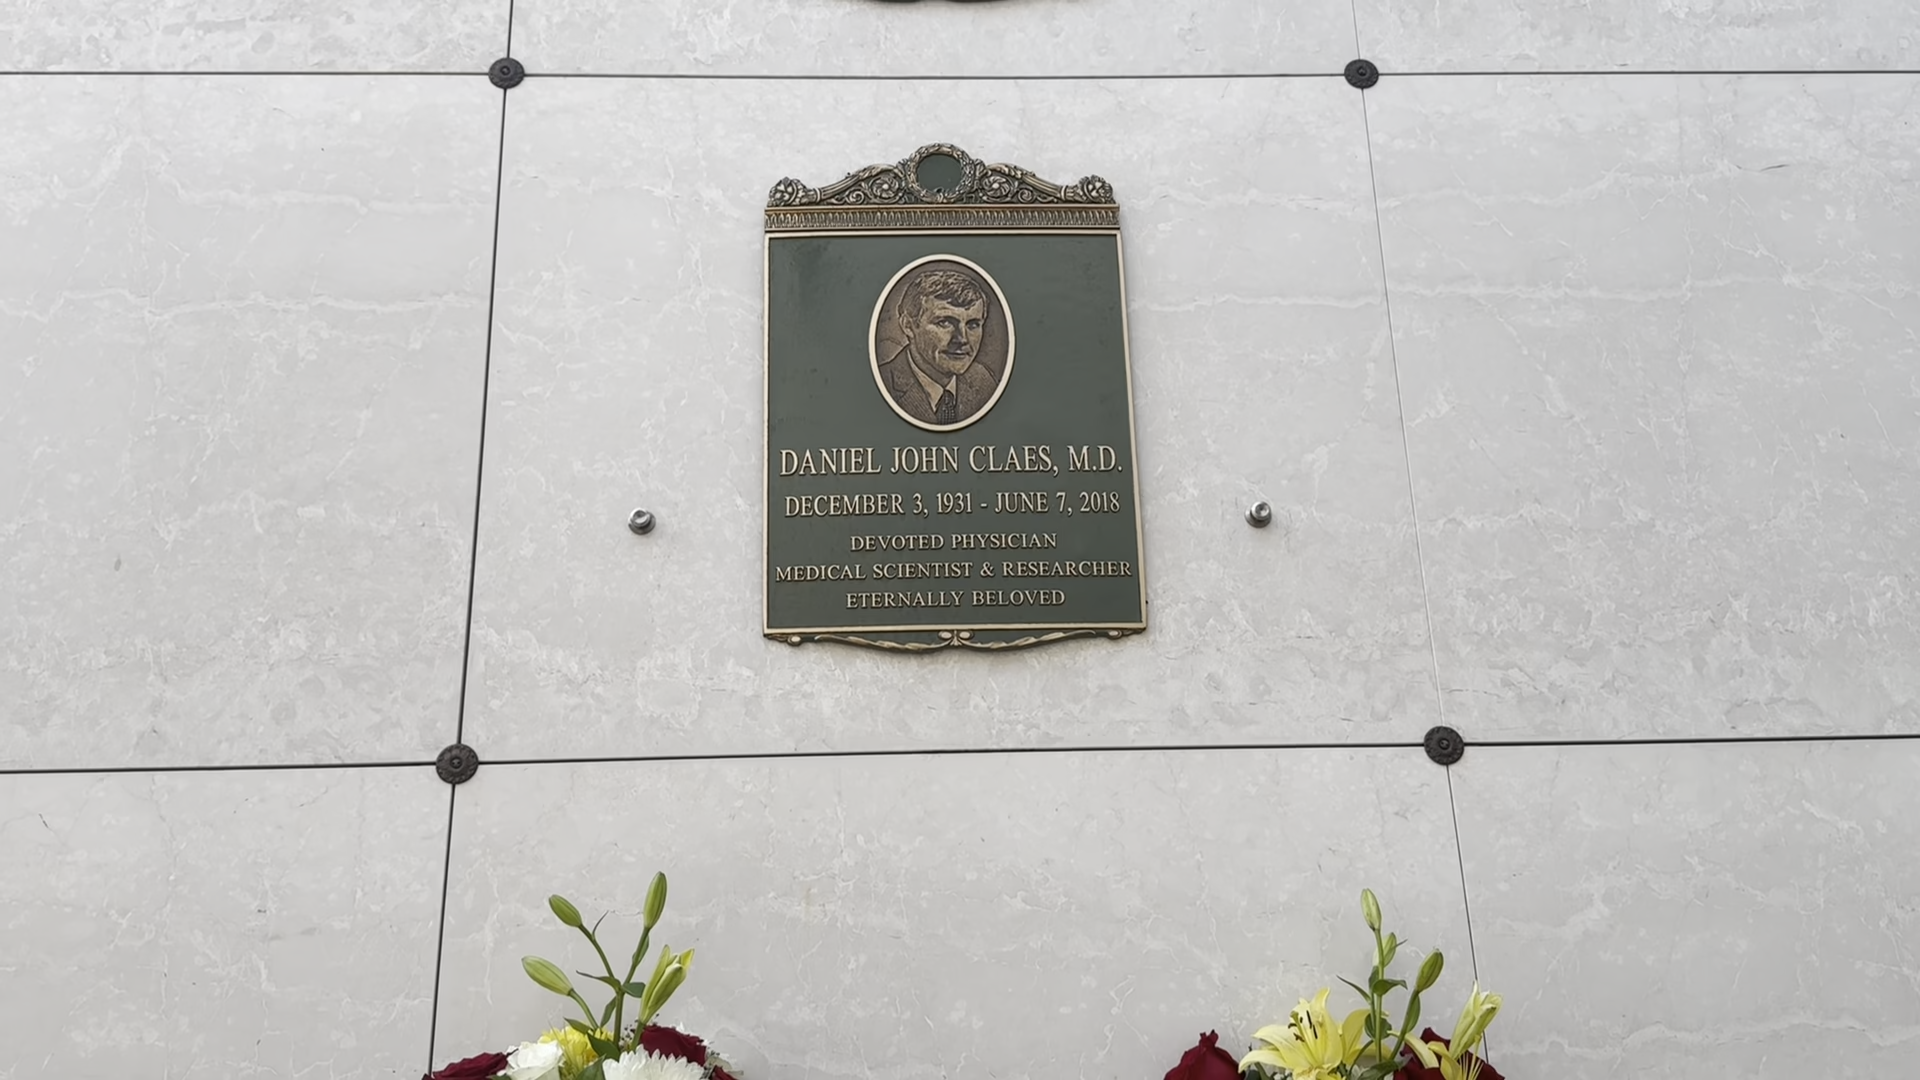 DANIEL JOHN CLAES, M.D.
DECEMBER 3, 1931 - JUNE 7, 2018
DEVOTED PHYSICIAN
MEDICAL SCIENTIST & RESEARCHER
ETERNALLY BELOVED